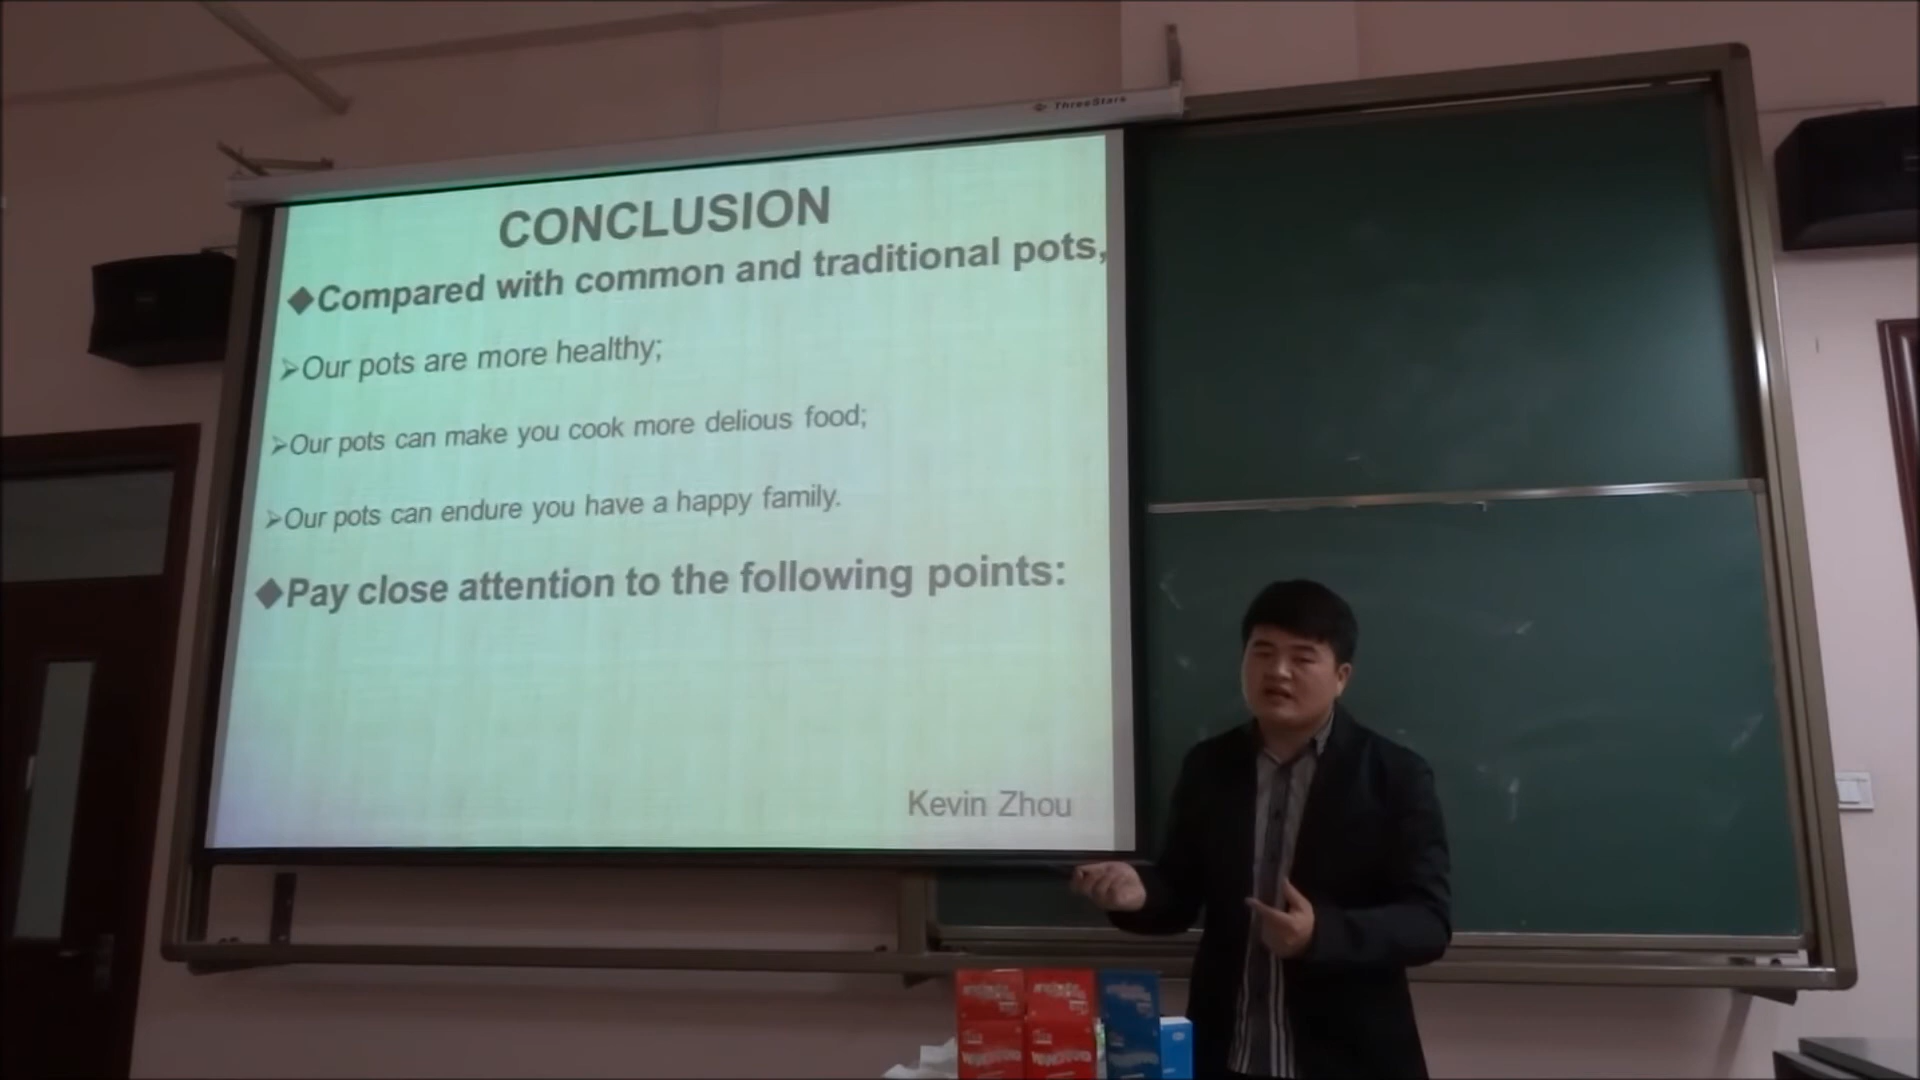 ThreeStars
CONCLUSION
◆Compared with common and traditional pots,
➢Our pots are more healthy;
➢Our pots can make you cook more delious food;
➢Our pots can endure you have a happy family.
◆Pay close attention to the following points:
Kevin Zhou